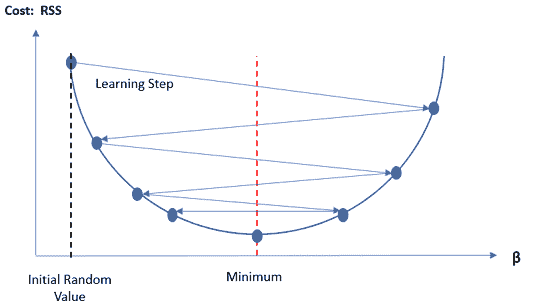 Cost: RSS
Learning Step
β
Initial Random
Value
Minimum